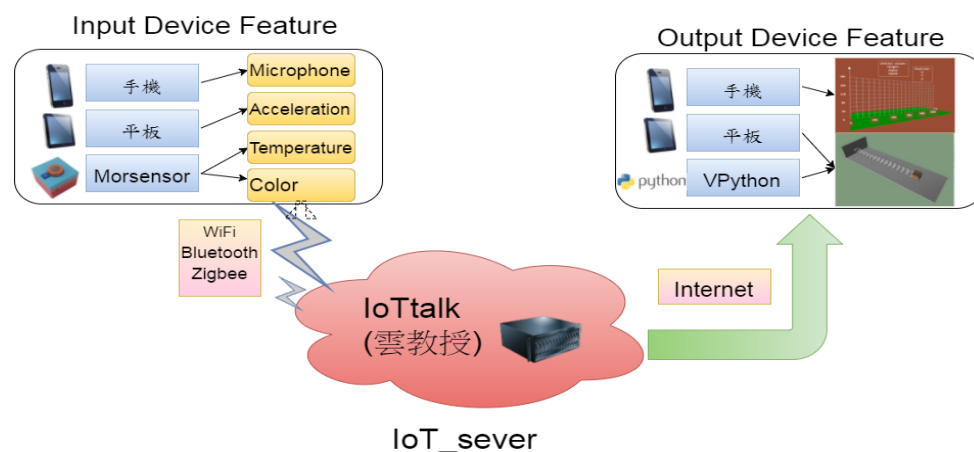 Input Device Feature
手機
平板
Morsensor
Microphone
Acceleration
Temperature
Color
WiFi
Bluetooth
Zigbee
IoTtalk
(雲教授)
IoT_sever
Internet
Output Device Feature
手機
平板
python
VPython